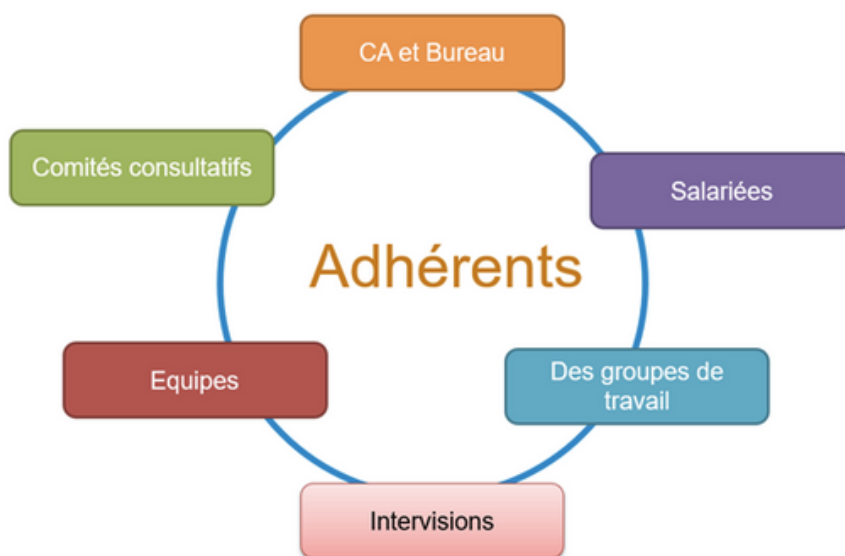 CA et Bureau
Comités consultatifs
Salariées
Adhérents
Equipes
Des groupes de
travail
Intervisions